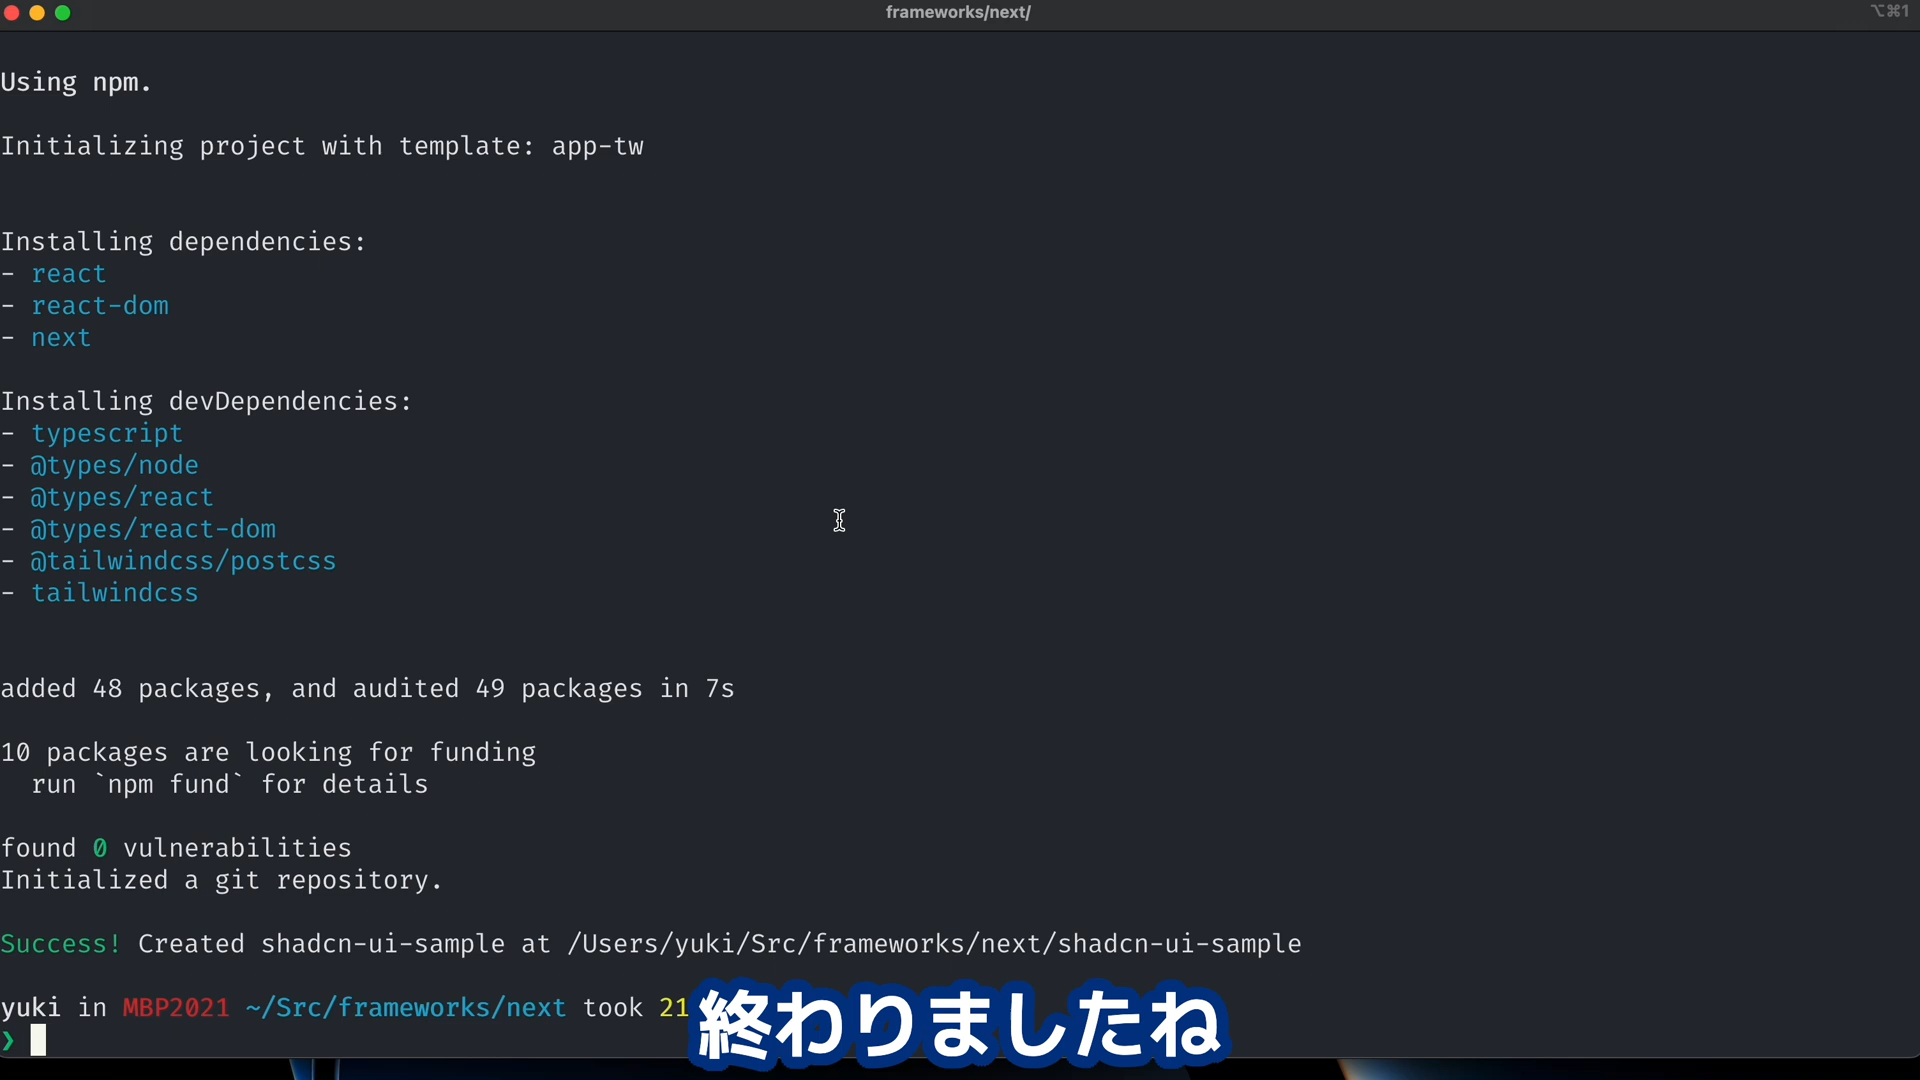 frameworks/next/
⌥⌘1
Using npm.
Initializing project with template: app-tw
Installing dependencies:
- react
- react-dom
- next
Installing devDependencies:
- typescript
- @types/node
- @types/react
- @types/react-dom
- @tailwindcss/postcss
- tailwindcss
added 48 packages, and audited 49 packages in 7s
10 packages are looking for funding
run `npm fund` for details
found 0 vulnerabilities
Initialized a git repository.
Success! Created shadcn-ui-sample at /Users/yuki/Src/frameworks/next/shadcn-ui-sample
yuki in MBP2021 ~/Src/frameworks/next took 21
❯
終わりましたね